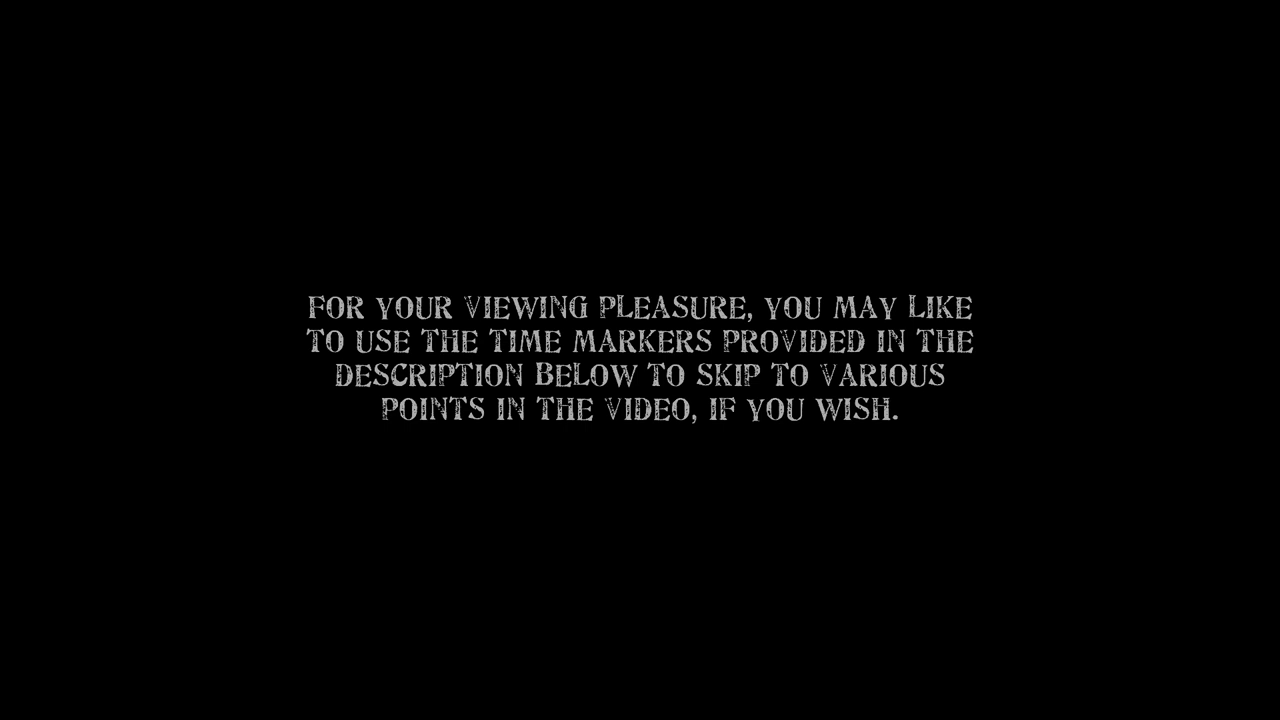 FOR YOUR VIEWING PLEASURE, YOU MAY LIKE
TO USE THE TIME MARKERS PROVIDED IN THE
DESCRIPTION BELOW TO SKIP TO VARIOUS
POINTS IN THE VIDEO, IF YOU WISH.